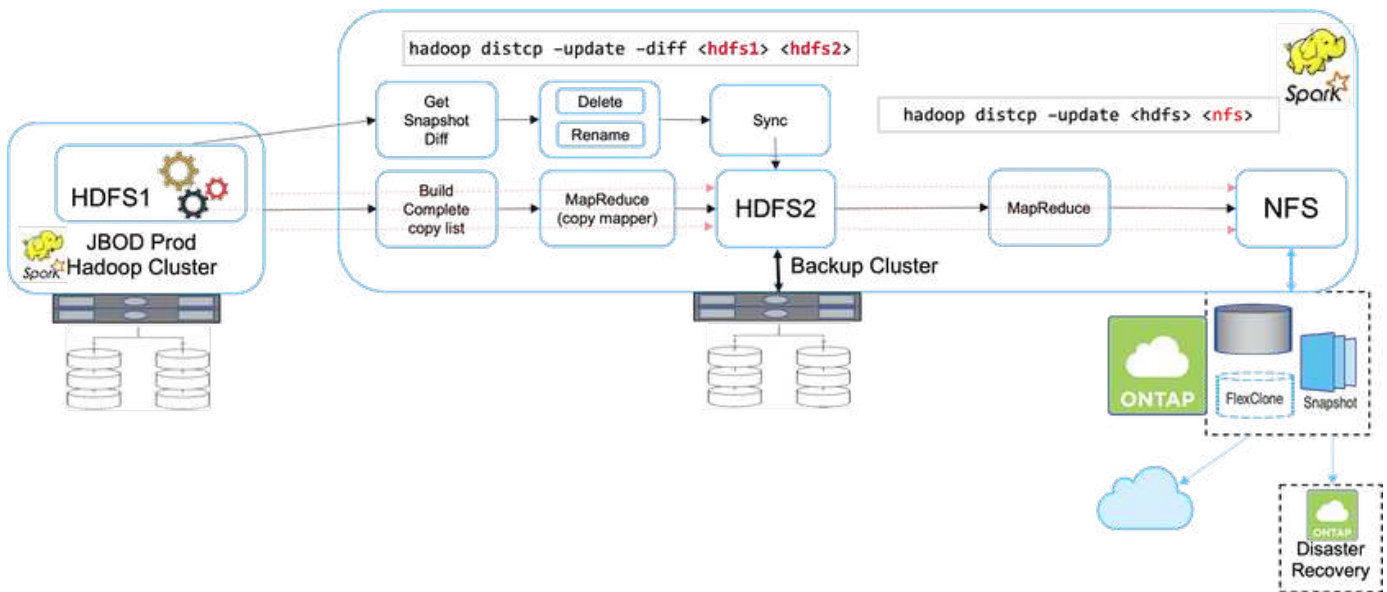 hadoop distcp –update –diff <hdfs1> <hdfs2>
Spark
Get
Snapshot
Diff
Delete
Rename
Sync
hadoop distcp –update <hdfs> <nfs>
HDFS1
Build
Complete
copy list
MapReduce
(copy mapper)
HDFS2
MapReduce
NFS
JBOD Prod
Hadoop Cluster
Spark
Backup Cluster
ONTAP
FlexClone
Snapshot
ONTAP
Disaster
Recovery